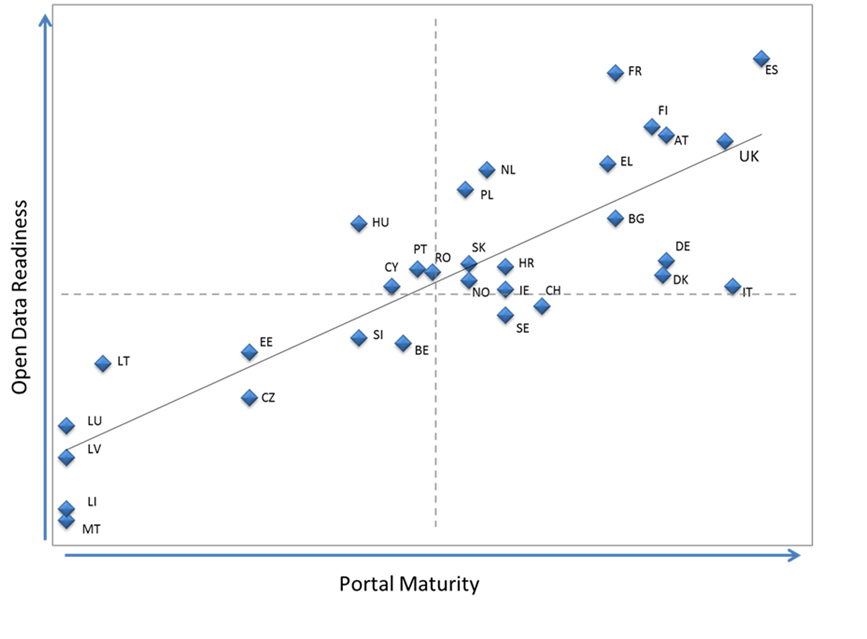 ES
FR
FI
AT
UK
EL
NL
PL
BG
HU
SK
PT
RO
DE
HR
CY
DK
NO
IE
CH
IT
SE
SI
EE
BE
LT
CZ
LU
LV
LI
MT
Open Data Readiness
Portal Maturity